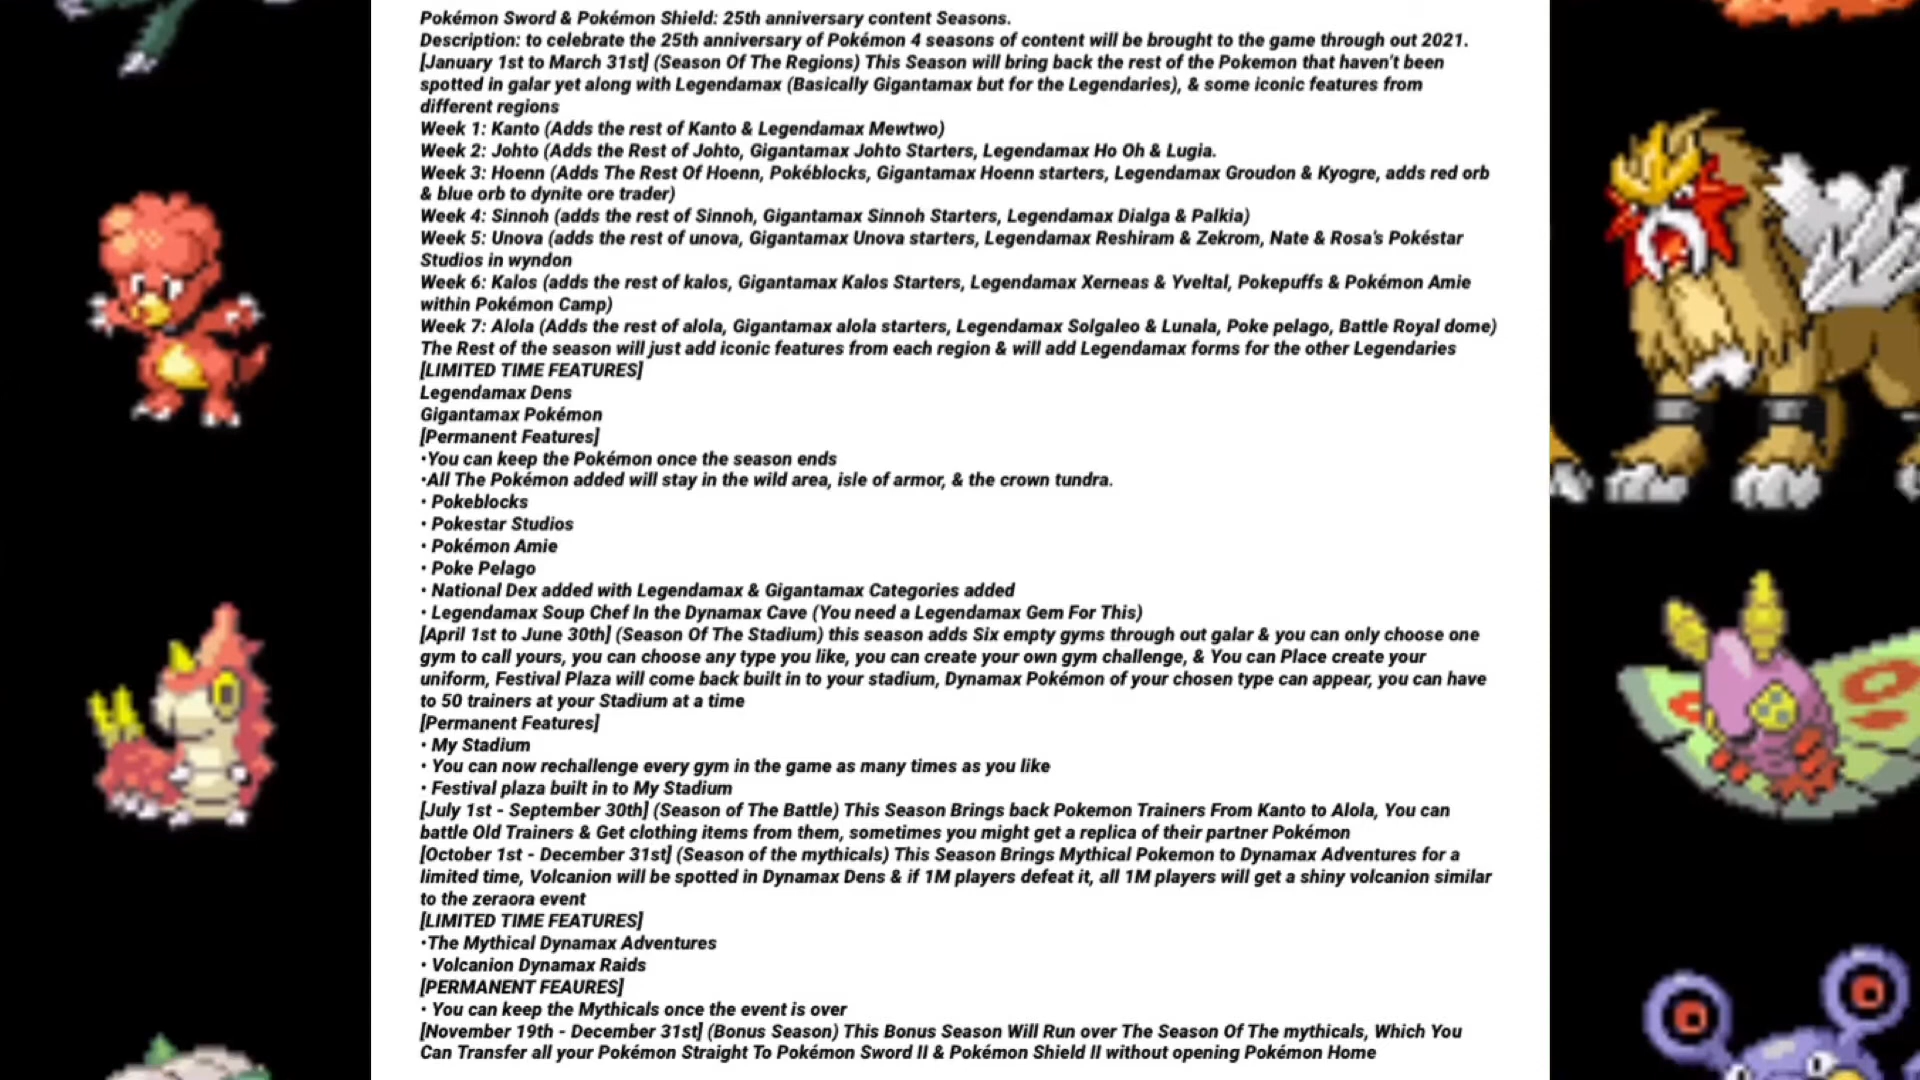 Pokémon Sword & Pokémon Shield: 25th anniversary content Seasons.
Description: to celebrate the 25th anniversary of Pokémon 4 seasons of content will be brought to the game through out 2021.
[January 1st to March 31st] (Season Of The Regions) This Season will bring back the rest of the Pokemon that haven't been
spotted in galar yet along with Legendamax (Basically Gigantamax but for the Legendaries), & some iconic features from
different regions
Week 1: Kanto (Adds the rest of Kanto & Legendamax Mewtwo)
Week 2: Johto (Adds the Rest of Johto, Gigantamax Johto Starters, Legendamax Ho Oh & Lugia.
Week 3: Hoenn (Adds The Rest Of Hoenn, Pokéblocks, Gigantamax Hoenn starters, Legendamax Groudon & Kyogre, adds red orb
& blue orb to dynite ore trader)
Week 4: Sinnoh (adds the rest of Sinnoh, Gigantamax Sinnoh Starters, Legendamax Dialga & Palkia)
Week 5: Unova (adds the rest of unova, Gigantamax Unova starters, Legendamax Reshiram & Zekrom, Nate & Rosa's Pokéstar
Studios in wyndon
Week 6: Kalos (adds the rest of kalos, Gigantamax Kalos Starters, Legendamax Xerneas & Yveltal, Pokepuffs & Pokémon Amie
within Pokémon Camp)
Week 7: Alola (Adds the rest of alola, Gigantamax alola starters, Legendamax Solgaleo & Lunala, Poke pelago, Battle Royal dome)
The Rest of the season will just add iconic features from each region & will add Legendamax forms for the other Legendaries
[LIMITED TIME FEATURES]
Legendamax Dens
Gigantamax Pokémon
[Permanent Features]
•You can keep the Pokémon once the season ends
•All The Pokémon added will stay in the wild area, isle of armor, & the crown tundra.
• Pokeblocks
• Pokestar Studios
• Pokémon Amie
• Poke Pelago
• National Dex added with Legendamax & Gigantamax Categories added
• Legendamax Soup Chef In the Dynamax Cave (You need a Legendamax Gem For This)
[April 1st to June 30th] (Season Of The Stadium) this season adds Six empty gyms through out galar & you can only choose one
gym to call yours, you can choose any type you like, you can create your own gym challenge, & You can Place create your
uniform, Festival Plaza will come back built in to your stadium, Dynamax Pokémon of your chosen type can appear, you can have
to 50 trainers at your Stadium at a time
[Permanent Features]
• My Stadium
• You can now rechallenge every gym in the game as many times as you like
• Festival plaza built in to My Stadium
[July 1st - September 30th] (Season of The Battle) This Season Brings back Pokemon Trainers From Kanto to Alola, You can
battle Old Trainers & Get clothing items from them, sometimes you might get a replica of their partner Pokémon
[October 1st - December 31st] (Season of the mythicals) This Season Brings Mythical Pokemon to Dynamax Adventures for a
limited time, Volcanion will be spotted in Dynamax Dens & if 1M players defeat it, all 1M players will get a shiny volcanion similar
to the zeraora event
[LIMITED TIME FEATURES]
•The Mythical Dynamax Adventures
• Volcanion Dynamax Raids
[PERMANENT FEAURES]
• You can keep the Mythicals once the event is over
[November 19th - December 31st] (Bonus Season) This Bonus Season Will Run over The Season Of The mythicals, Which You
Can Transfer all your Pokémon Straight To Pokémon Sword II & Pokémon Shield II without opening Pokémon Home